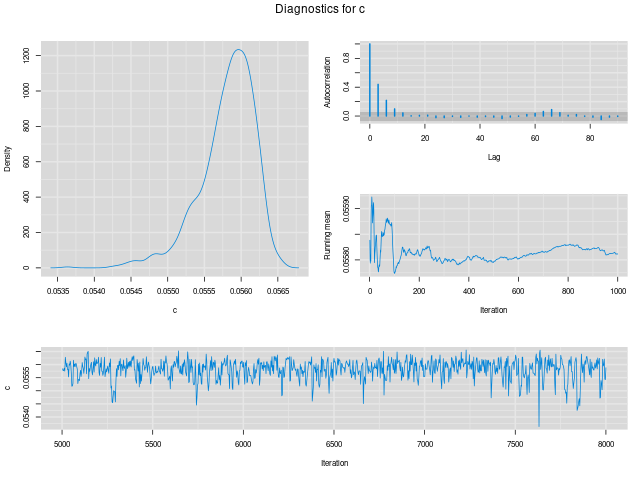 Diagnostics for c
Density
0 200 400 600 800 1000 1200
0.0535 0.0540 0.0545 0.0550 0.0555 0.0560 0.0565
c
Autocorrelation
0.0 0.4 0.8
0 20 40 60 80
Lag
Running mean
0.05580 0.05590
0 200 400 600 800 1000
Iteration
c
0.0540 0.0555
5000 5500 6000 6500 7000 7500 8000
Iteration